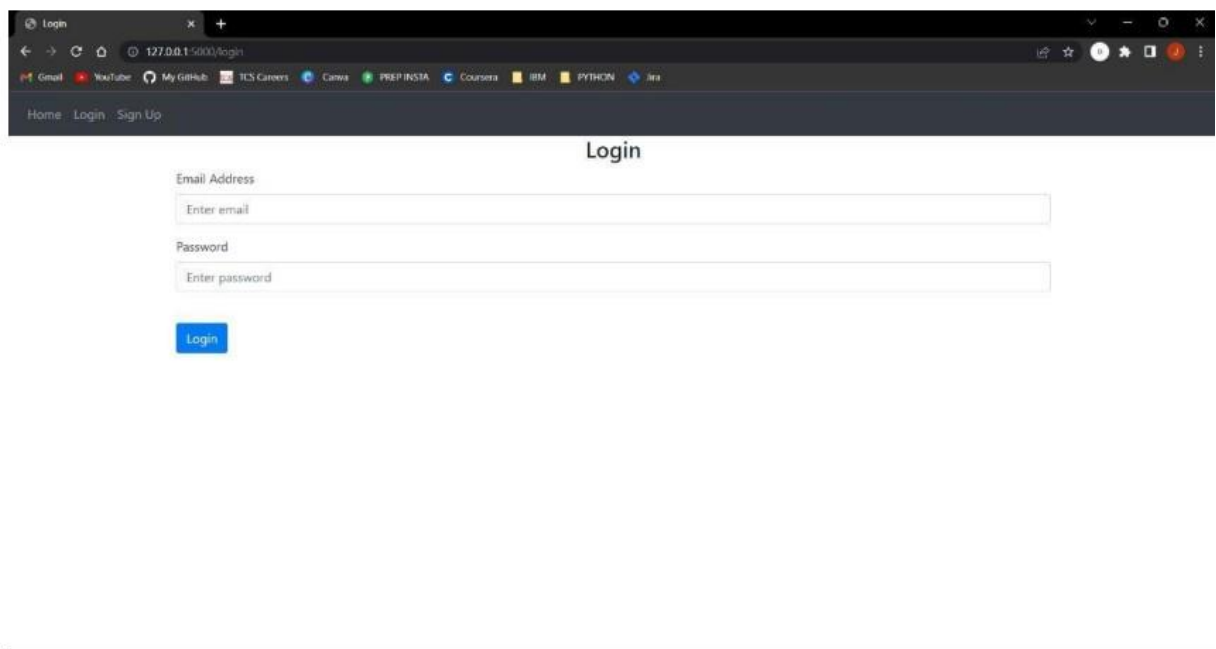 Login
127.0.0.1:5000/login
Gmail YouTube My GitHub TCS Careers Canva PREP INSTA Coursera IBM PYTHON Jira
Home Login Sign Up
Login
Email Address
Enter email
Password
Enter password
Login